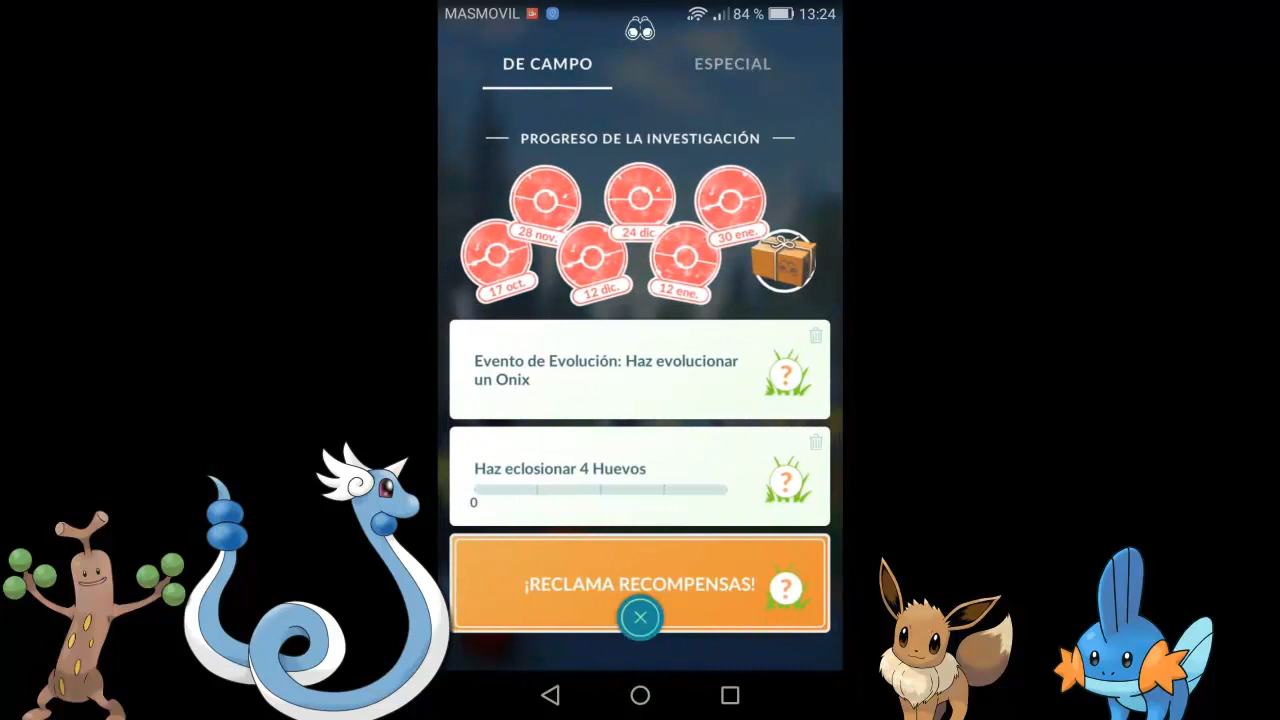 MASMOVIL 84 % 13:24
DE CAMPO ESPECIAL
PROGRESO DE LA INVESTIGACIÓN
28 nov. 24 dic. 30 ene.
17 oct. 12 dic. 12 ene.
Evento de Evolución: Haz evolucionar
un Onix
?
Haz eclosionar 4 Huevos
?
0
¡RECLAMA RECOMPENSAS! ?